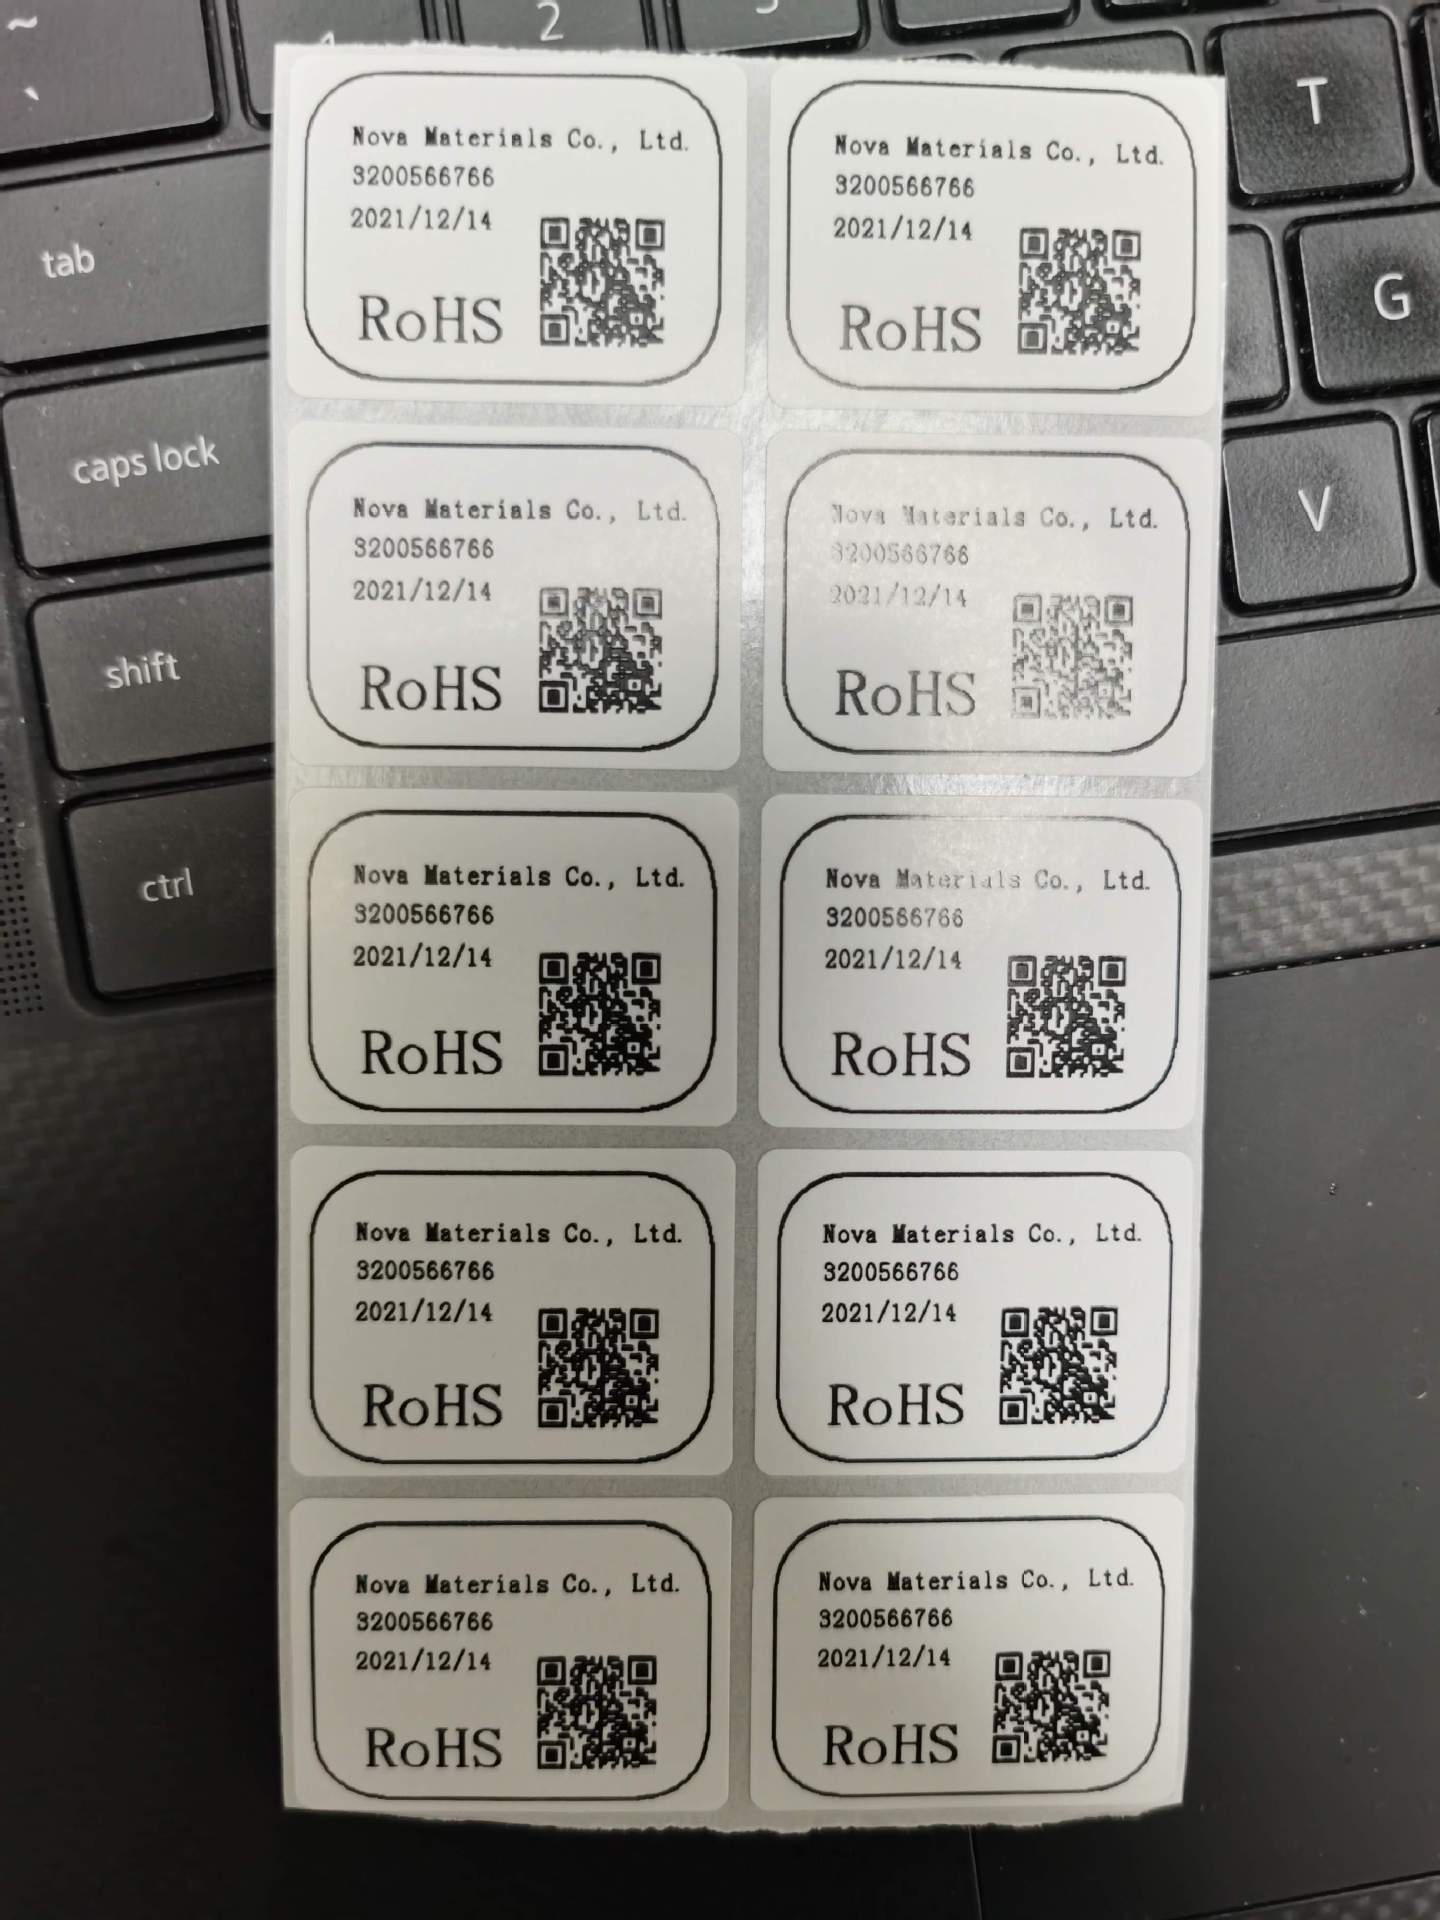 ~
`
1
2
3
T
tab
G
caps lock
V
shift
ctrl
Nova Materials Co., Ltd.
3200566766
2021/12/14
RoHS
Nova Materials Co., Ltd.
3200566766
2021/12/14
RoHS
Nova Materials Co., Ltd.
3200566766
2021/12/14
RoHS
Nova Materials Co., Ltd.
3200566766
2021/12/14
RoHS
Nova Materials Co., Ltd.
3200566766
2021/12/14
RoHS
Nova Materials Co., Ltd.
3200566766
2021/12/14
RoHS
Nova Materials Co., Ltd.
3200566766
2021/12/14
RoHS
Nova Materials Co., Ltd.
3200566766
2021/12/14
RoHS
Nova Materials Co., Ltd.
3200566766
2021/12/14
RoHS
Nova Materials Co., Ltd.
3200566766
2021/12/14
RoHS